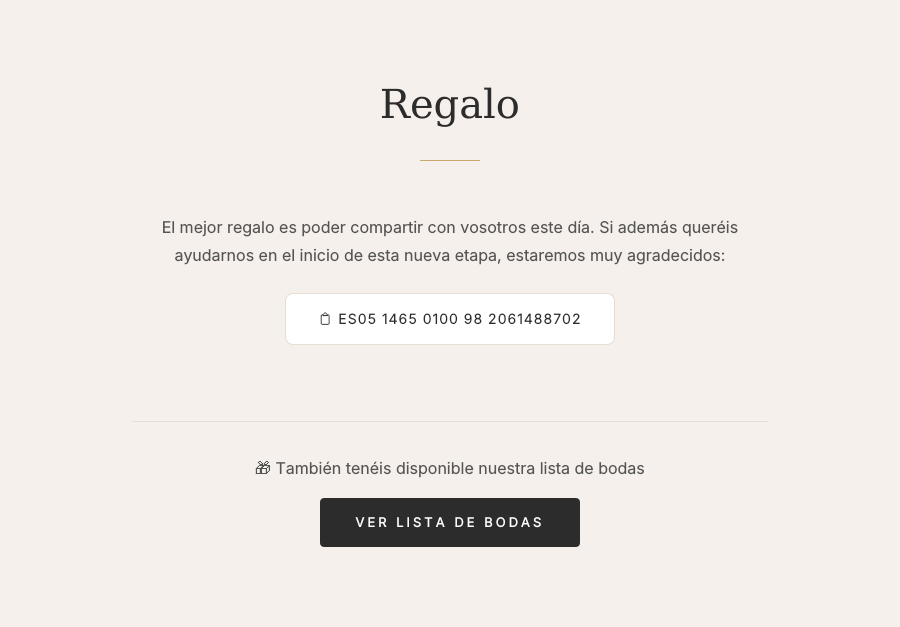 Regalo
El mejor regalo es poder compartir con vosotros este día. Si además queréis
ayudarnos en el inicio de esta nueva etapa, estaremos muy agradecidos:
ES05 1465 0100 98 2061488702
También tenéis disponible nuestra lista de bodas
VER LISTA DE BODAS